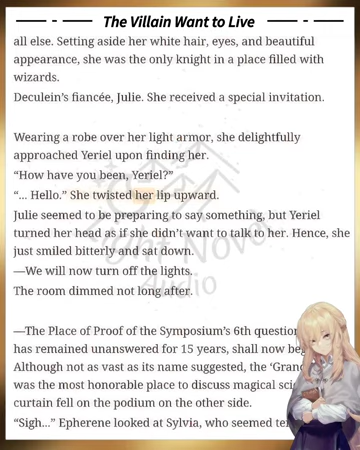 The Villain Want to Live
all else. Setting aside her white hair, eyes, and beautiful
appearance, she was the only knight in a place filled with
wizards.
Deculein's fiancée, Julie. She received a special invitation.
Wearing a robe over her light armor, she delightfully
approached Yeriel upon finding her.
"How have you been, Yeriel?"
"... Hello." She twisted her lip upward.
Julie seemed to be preparing to say something, but Yeriel
turned her head as if she didn't want to talk to her. Hence, she
just smiled bitterly and sat down.
—We will now turn off the lights.
The room dimmed not long after.
—The Place of Proof of the Symposium's 6th question
has remained unanswered for 15 years, shall now
Although not as vast as its name suggested, the
was the most honorable place to discuss magical
curtain fell on the podium on the other side.
"Sigh..." Epherene looked at Sylvia, who seemed
Light Novel
Audio